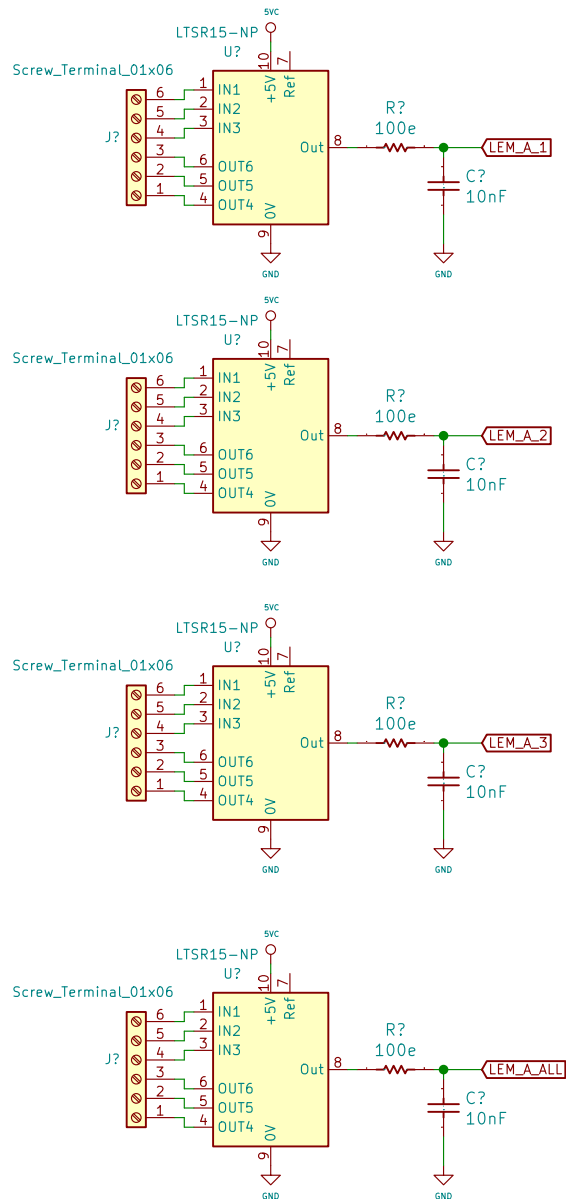 5VC
LTSR15-NP
U?
10
7
Screw_Terminal_01x06
+5V
Ref
6 1 IN1
5 2 IN2
4 3 IN3
J?
R?
100e
Out 8
LEM_A_1
3 6 OUT6
2 5 OUT5
1 4 OUT4
C?
10nF
0V
9
GND
GND
5VC
LTSR15-NP
U?
10
7
Screw_Terminal_01x06
+5V
Ref
6 1 IN1
5 2 IN2
4 3 IN3
J?
R?
100e
Out 8
LEM_A_2
3 6 OUT6
2 5 OUT5
1 4 OUT4
C?
10nF
0V
9
GND
GND
5VC
LTSR15-NP
U?
10
7
Screw_Terminal_01x06
+5V
Ref
6 1 IN1
5 2 IN2
4 3 IN3
J?
R?
100e
Out 8
LEM_A_3
3 6 OUT6
2 5 OUT5
1 4 OUT4
C?
10nF
0V
9
GND
GND
5VC
LTSR15-NP
U?
10
7
Screw_Terminal_01x06
+5V
Ref
6 1 IN1
5 2 IN2
4 3 IN3
J?
R?
100e
Out 8
LEM_A_ALL
3 6 OUT6
2 5 OUT5
1 4 OUT4
C?
10nF
0V
9
GND
GND